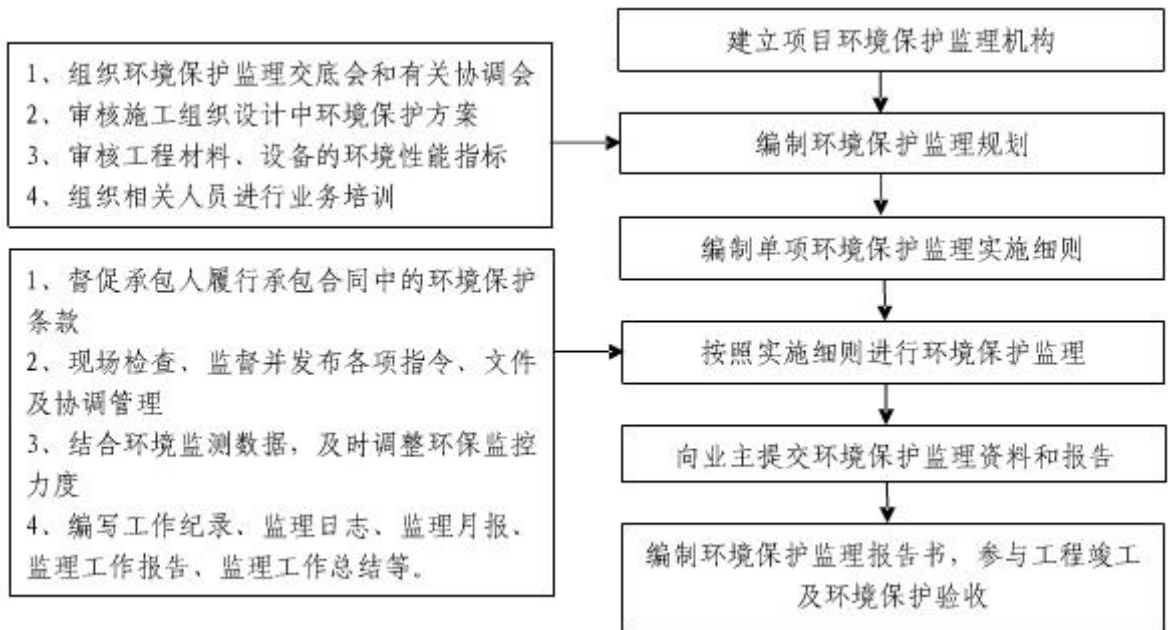 建立项目环境保护监理机构
1、组织环境保护监理交底会和有关协调会
2、审核施工组织设计中环境保护方案
3、审核工程材料、设备的环境性能指标
4、组织相关人员进行业务培训
编制环境保护监理规划
编制单项环境保护监理实施细则
1、督促承包人履行承包合同中的环境保护
条款
2、现场检查、监督并发布各项指令、文件
及协调管理
3、结合环境监测数据，及时调整环保监控
力度
4、编写工作纪录、监理日志、监理月报、
监理工作报告、监理工作总结等。
按照实施细则进行环境保护监理
向业主提交环境保护监理资料和报告
编制环境保护监理报告书，参与工程竣工
及环境保护验收